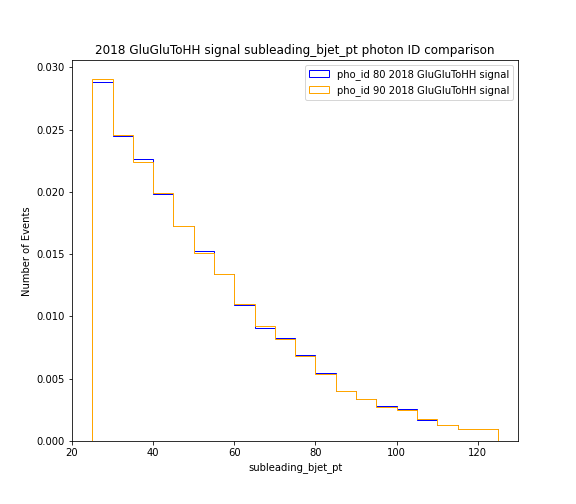 2018 GluGluToHH signal subleading_bjet_pt photon ID comparison
pho_id 80 2018 GluGluToHH signal
pho_id 90 2018 GluGluToHH signal
Number of Events
0.030
0.025
0.020
0.015
0.010
0.005
0.000
20 40 60 80 100 120
subleading_bjet_pt